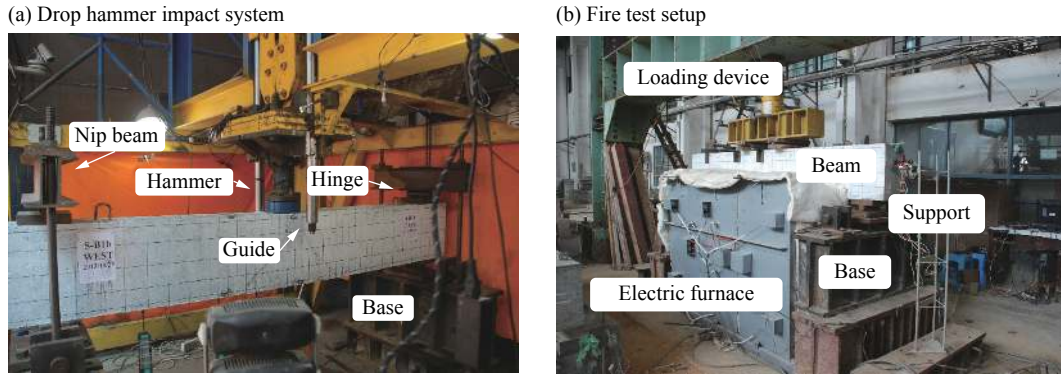 (a) Drop hammer impact system
(b) Fire test setup
Nip beam
Hammer
Hinge
Guide
Base
WEST
Loading device
Beam
Support
Base
Electric furnace